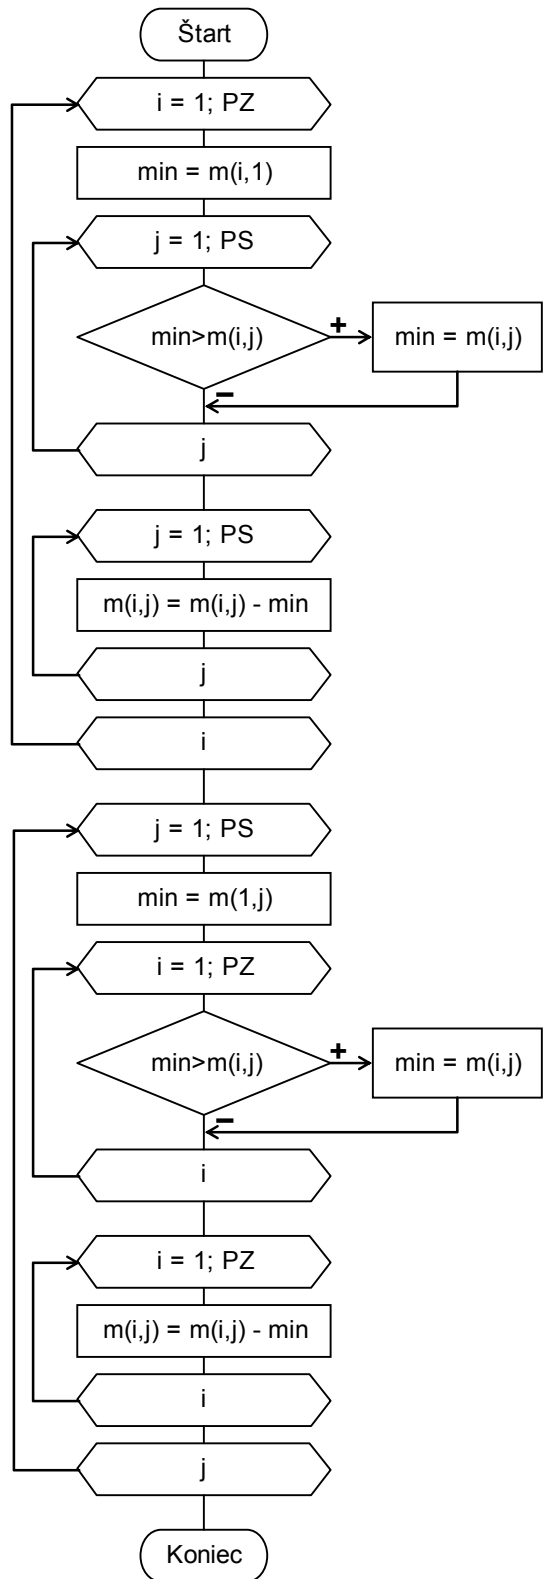 Štart
i = 1; PZ
min = m(i,1)
j = 1; PS
min>m(i,j)
+
min = m(i,j)
-
j
j = 1; PS
m(i,j) = m(i,j) - min
j
i
j = 1; PS
min = m(1,j)
i = 1; PZ
min>m(i,j)
+
min = m(i,j)
-
i
i = 1; PZ
m(i,j) = m(i,j) - min
i
j
Koniec